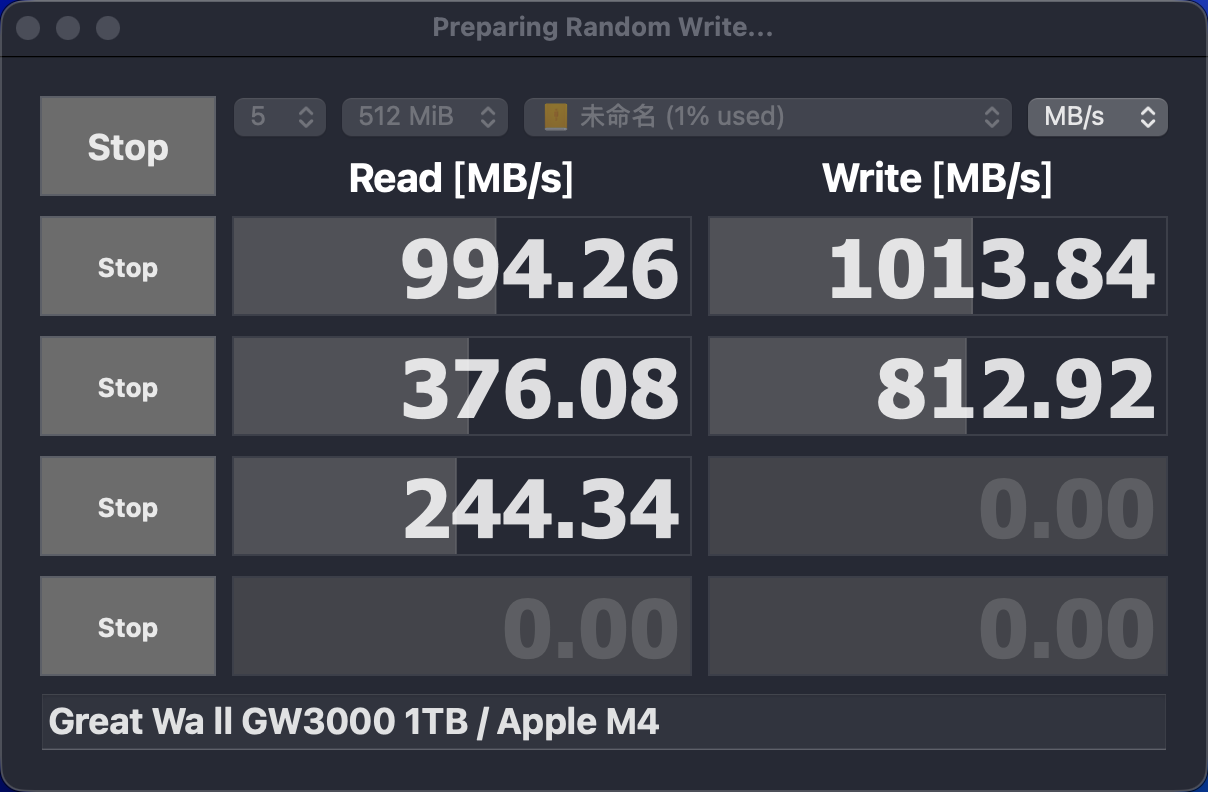 Preparing Random Write...
Stop 5 512 MiB 未命名 (1% used) MB/s
Read [MB/s] Write [MB/s]
Stop 994.26 1013.84
Stop 376.08 812.92
Stop 244.34 0.00
Stop 0.00 0.00
Great Wa ll GW3000 1TB / Apple M4